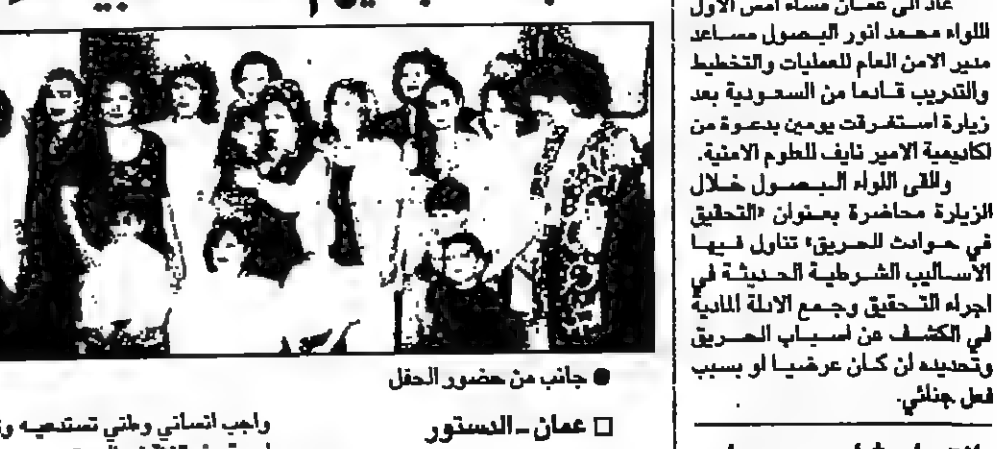 عاد الى عمان مساء امس الاول
اللواء محمد انور البصول مساعد
مدير الامن العام للعمليات والتخطيط
والتدريب قادما من السعودية بعد
زيارة استغرقت يومين بدعوة من
اكاديمية الامير نايف للعلوم الامنية.
والقى اللواء البصول خلال
الزيارة محاضرة بعنوان «التحقيق
في حوادث الحريق» تناول فيها
الاساليب الشرطية الحديثة في
اجراء التحقيق وجمع الادلة المادية
في الكشف عن اسباب الحريق
وتحديده ان كان عرضيا او بسبب
فعل جنائي.
● جانب من حضور الحفل
□ عمان ـ الدستور
واجب انساني وطني تستدعيه